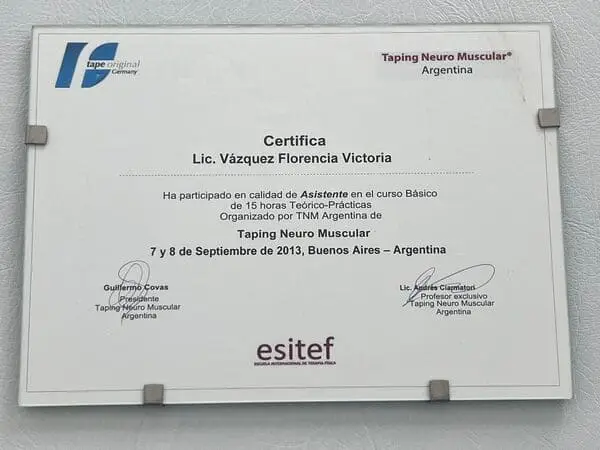 tape original
Germany
Taping Neuro Muscular®
Argentina
Certifica
Lic. Vázquez Florencia Victoria
Ha participado en calidad de Asistente en el curso Básico
de 15 horas Teórico-Prácticas
Organizado por TNM Argentina de
Taping Neuro Muscular
7 y 8 de Septiembre de 2013, Buenos Aires – Argentina
Guillermo Covas
Presidente
Taping Neuro Muscular
Argentina
Lic. Andrés Ciarmatori
Profesor exclusivo
Taping Neuro Muscular
Argentina
esitef
ESCUELA INTERNACIONAL DE TERAPIA FÍSICA